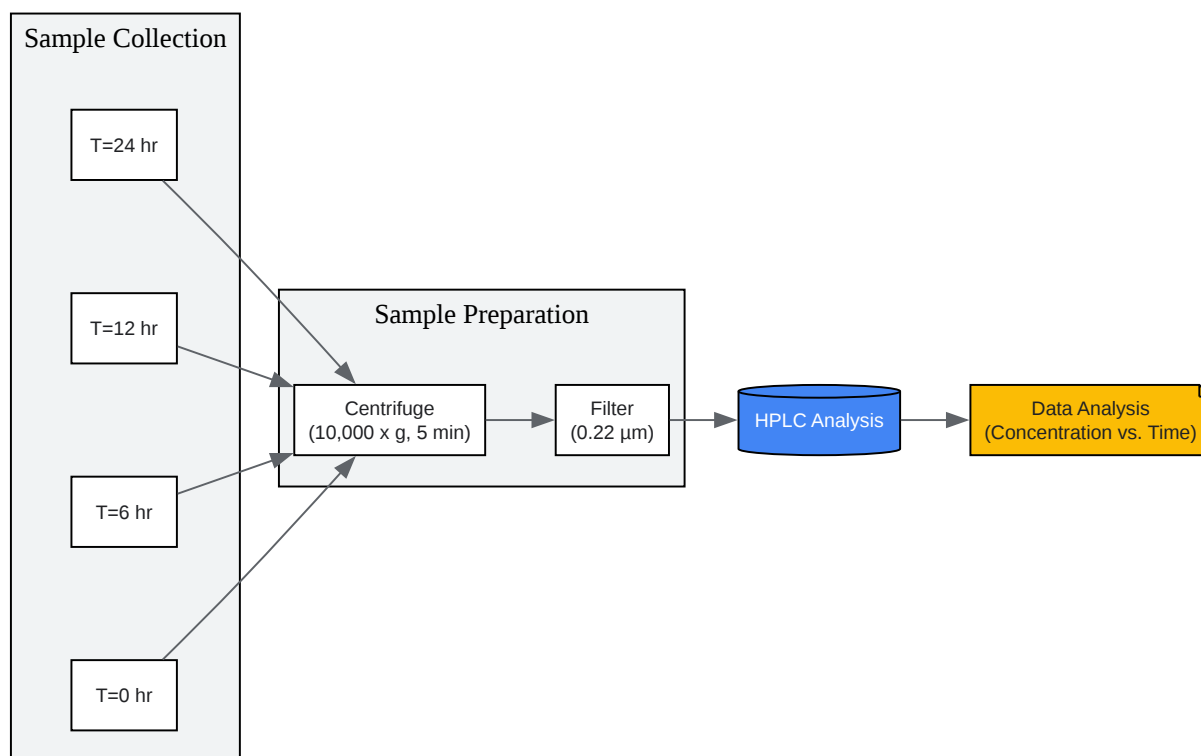 Sample Collection
T=24 hr
T=12 hr
T=6 hr
T=0 hr
Sample Preparation
Centrifuge
(10,000 x g, 5 min)
Filter
(0.22 µm)
HPLC Analysis
Data Analysis
(Concentration vs. Time)